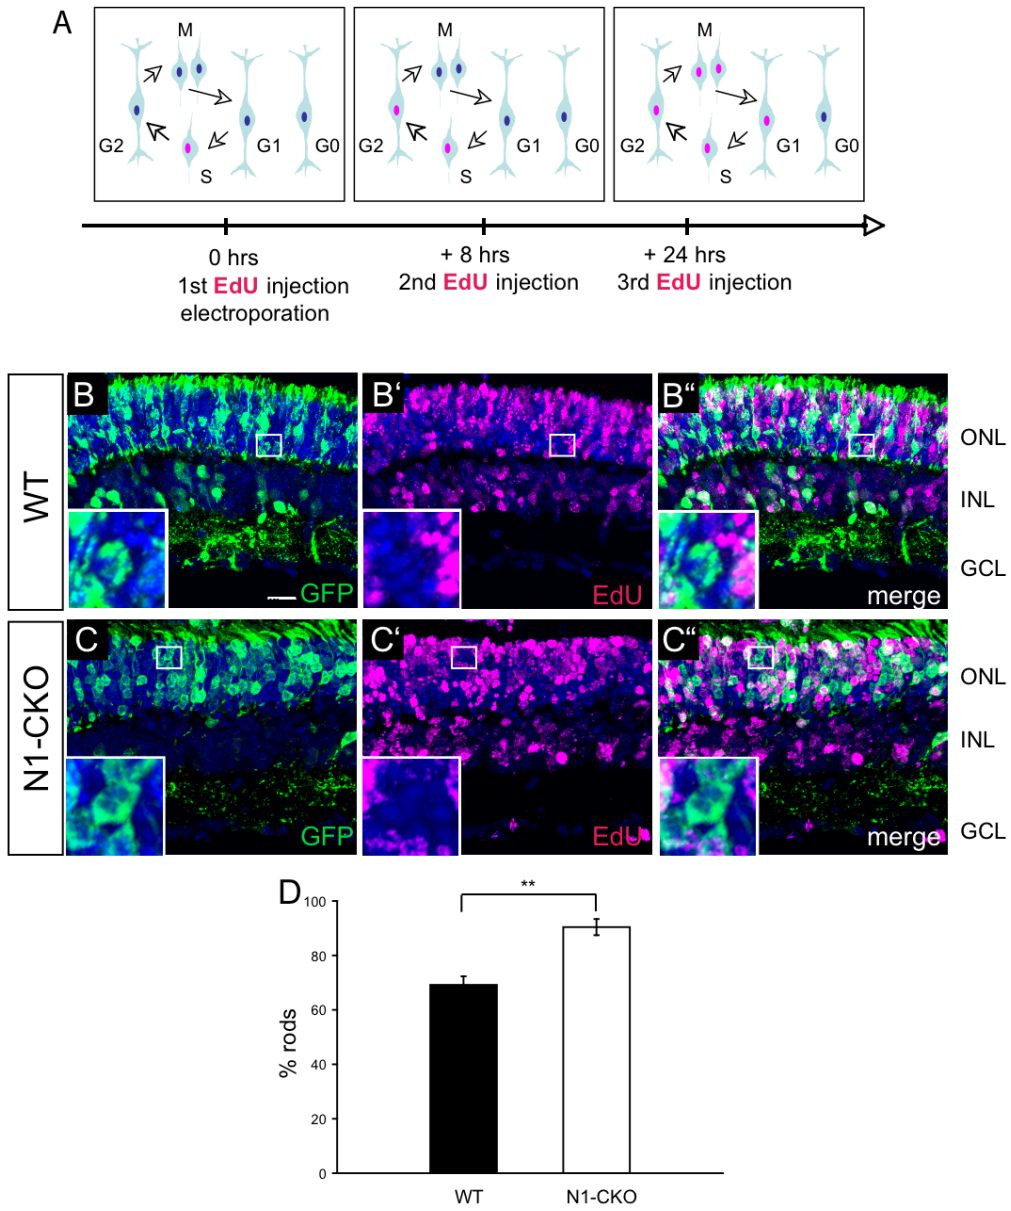 A
M
G2
G1
G0
S
M
G2
G1
G0
S
M
G2
G1
G0
S
0 hrs
1st EdU injection
electroporation
+ 8 hrs
2nd EdU injection
+ 24 hrs
3rd EdU injection
WT
B
GFP
B‘
EdU
B“
merge
ONL
INL
GCL
N1-CKO
C
GFP
C‘
EdU
C“
merge
ONL
INL
GCL
D
**
% rods
100
80
60
40
20
0
WT
N1-CKO